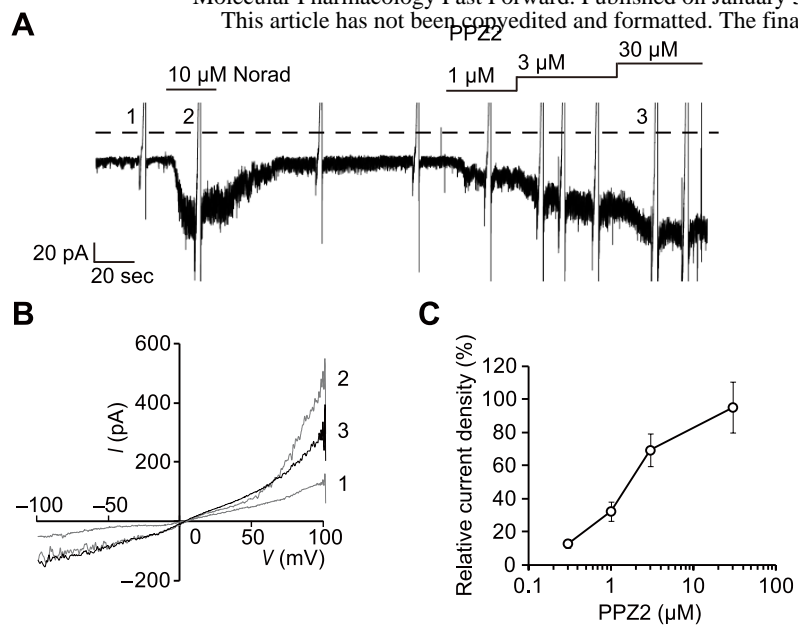 Molecular Pharmacology Fast Forward. Published on January
This article has not been copyedited and formatted. The fina
A
PPZ2
10 µM Norad
1 µM
3 µM
30 µM
1
2
3
20 pA
20 sec
B
600
400
200
−200
I (pA)
−100
−50
0
50
100
V (mV)
2
3
1
C
Relative current density (%)
120
100
80
60
40
20
0
0.1
1
10
100
PPZ2 (µM)